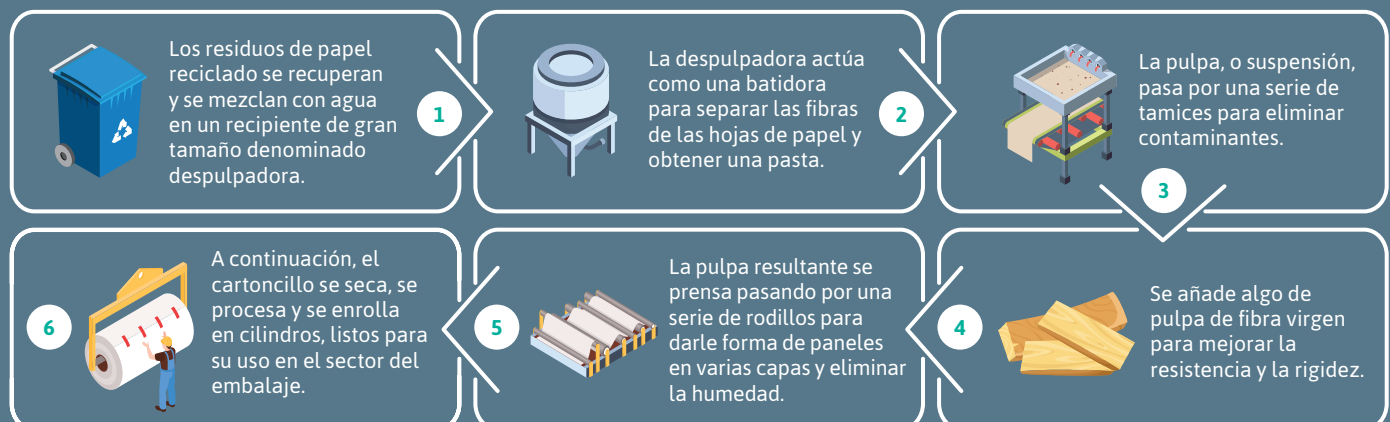 Los residuos de papel
reciclado se recuperan
y se mezclan con agua
en un recipiente de gran
tamaño denominado
despulpadora.
1
La despulpadora actúa
como una batidora
para separar las fibras
de las hojas de papel y
obtener una pasta.
2
La pulpa, o suspensión,
pasa por una serie de
tamices para eliminar
contaminantes.
3
Se añade algo de
pulpa de fibra virgen
para mejorar la
resistencia y la rigidez.
4
La pulpa resultante se
prensa pasando por una
serie de rodillos para
darle forma de paneles
en varias capas y eliminar
la humedad.
5
A continuación, el
cartoncillo se seca, se
procesa y se enrolla
en cilindros, listos para
su uso en el sector del
embalaje.
6